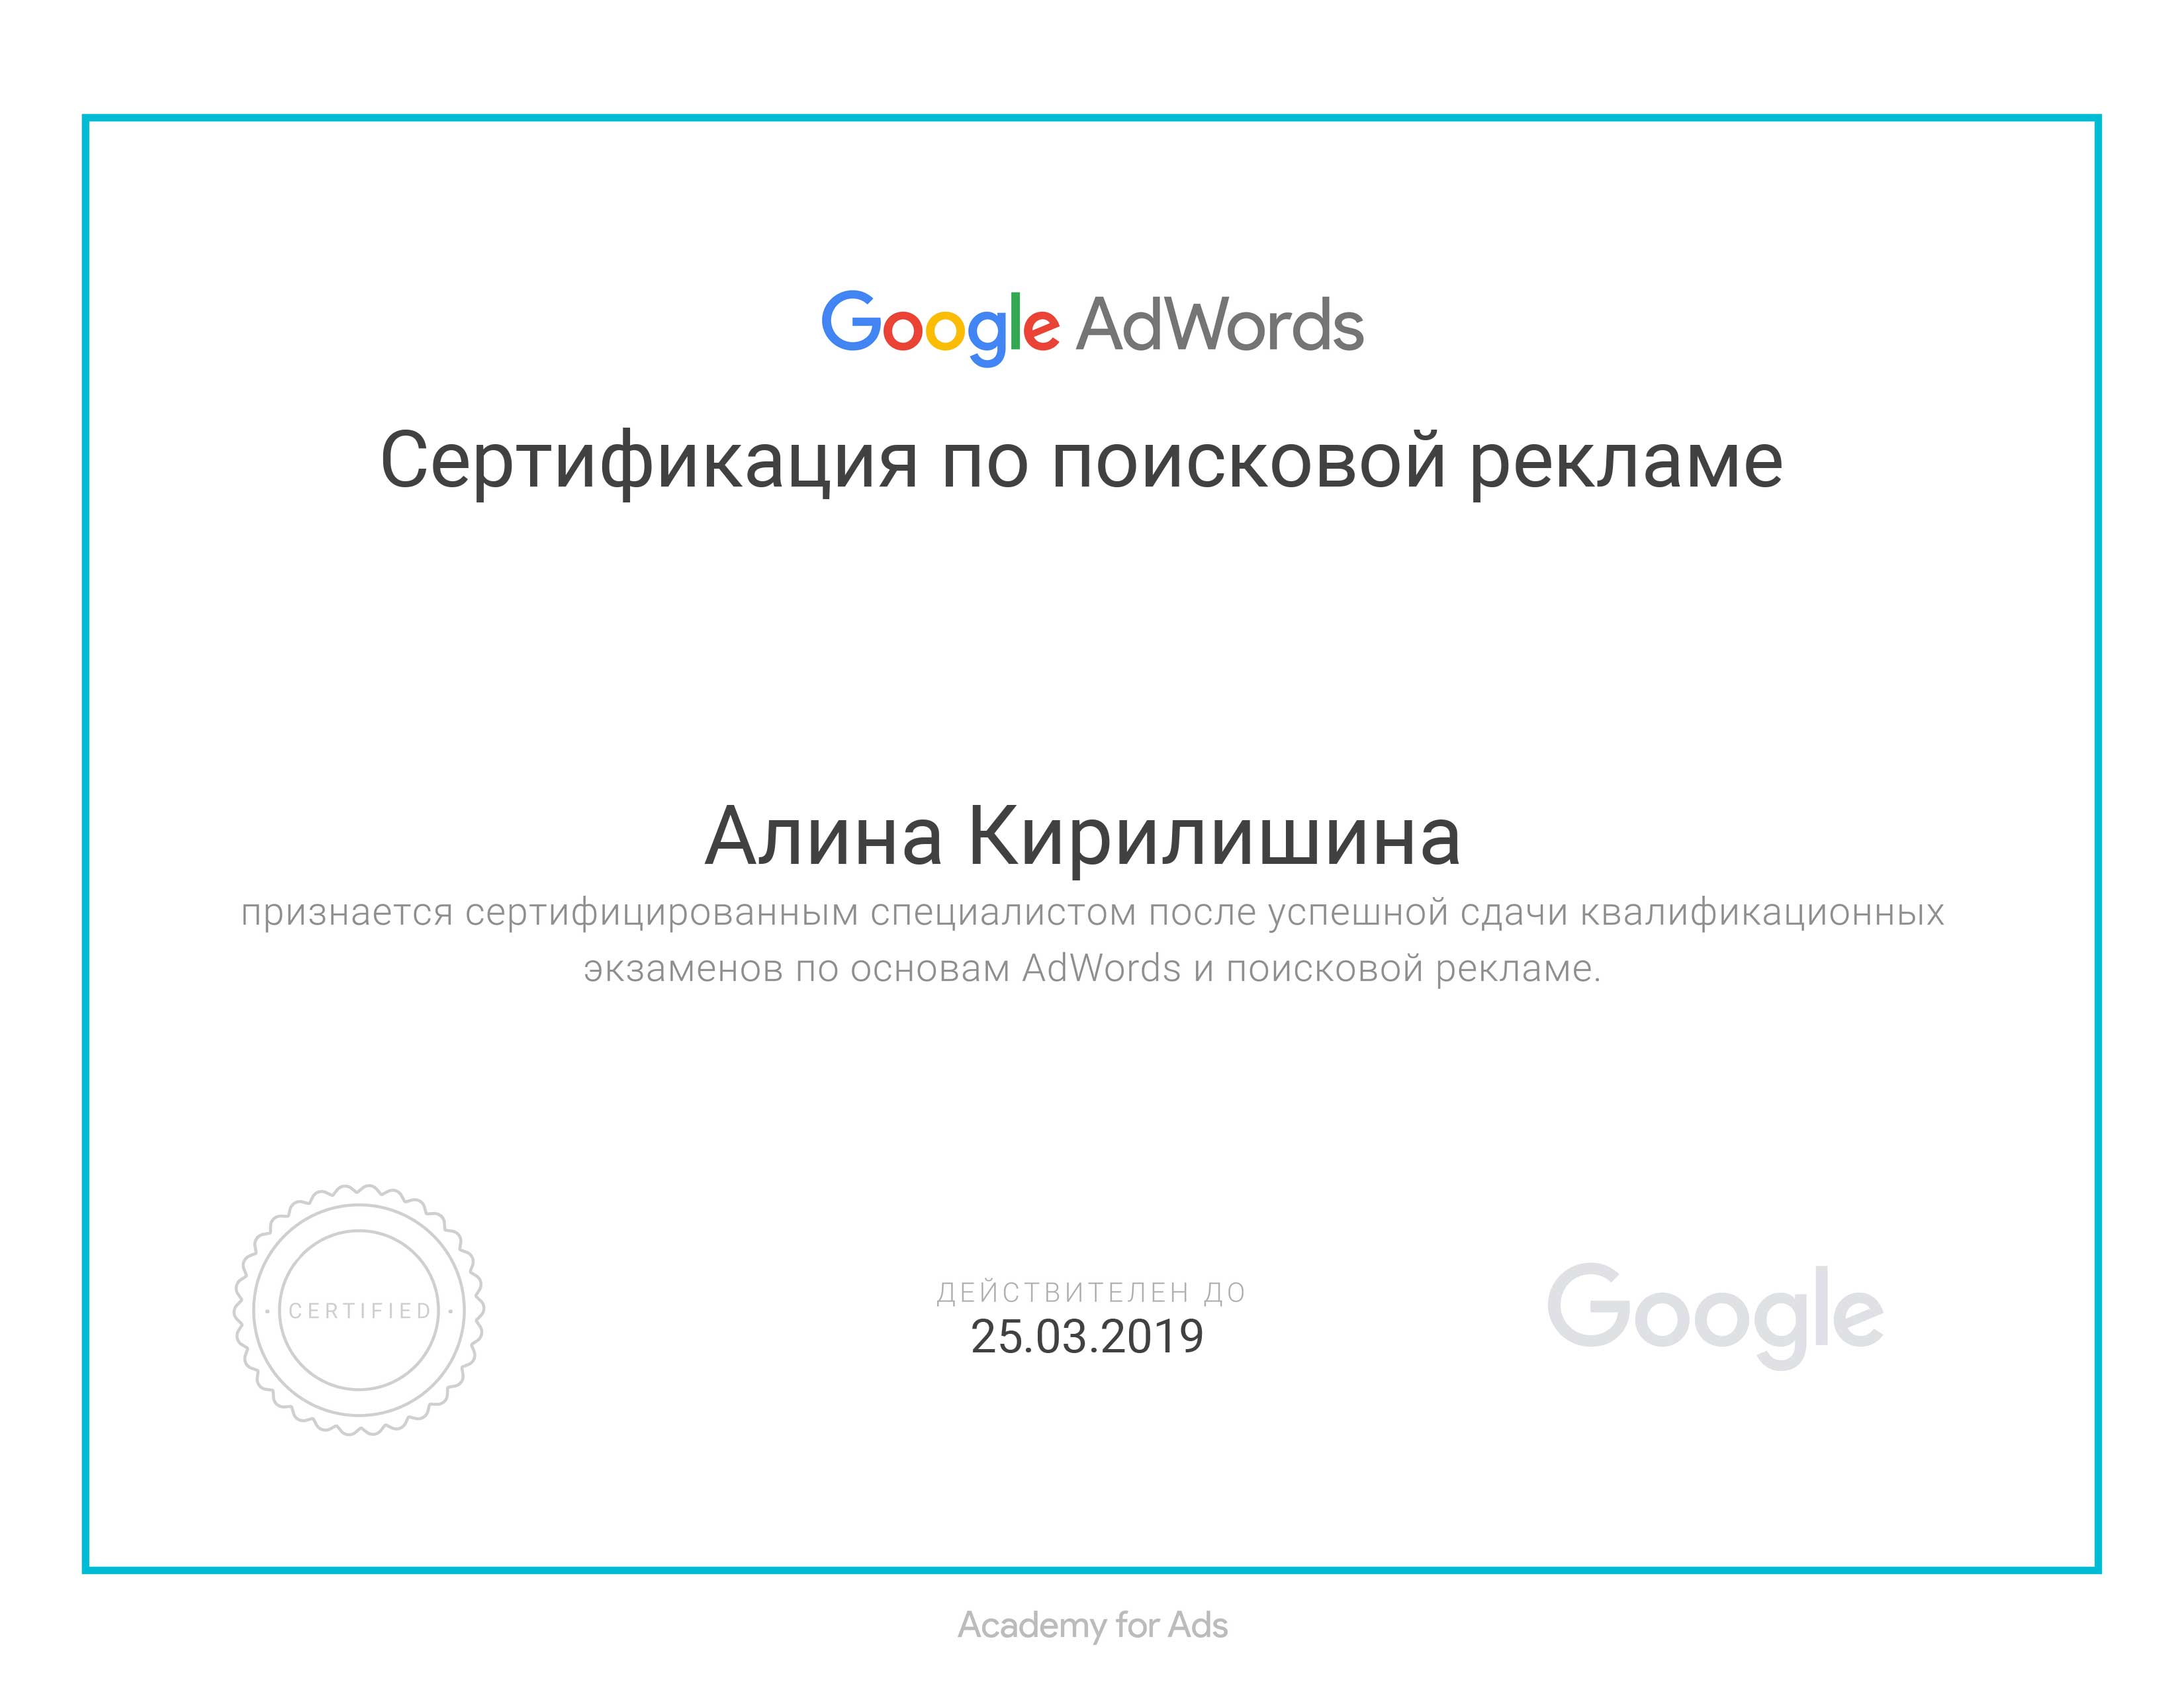 Google AdWords
Сертификация по поисковой рекламе
Алина Кирилишина
признается сертифицированным специалистом после успешной сдачи квалификационных
экзаменов по основам AdWords и поисковой рекламе.
· CERTIFIED ·
ДЕЙСТВИТЕЛЕН ДО
25.03.2019
Google
Academy for Ads